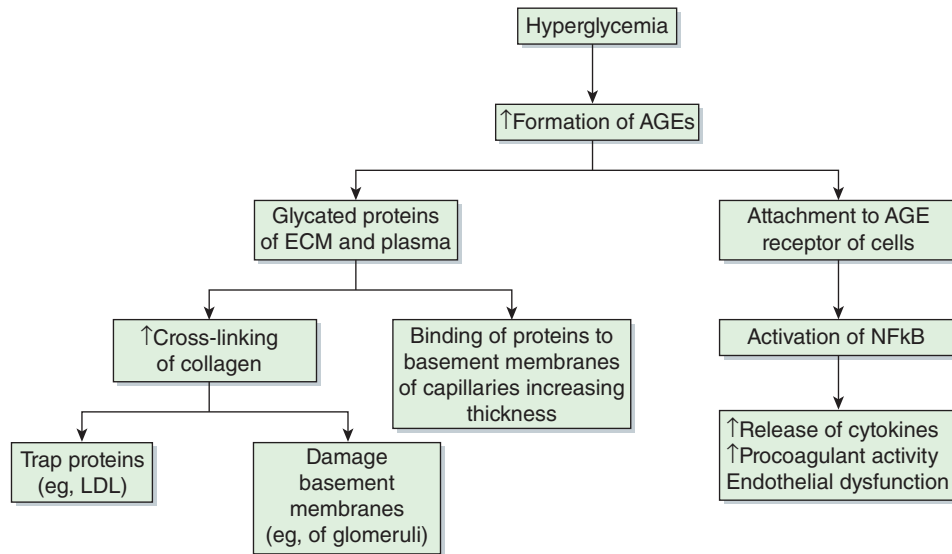 Hyperglycemia
↑Formation of AGEs
Glycated proteins
of ECM and plasma
Attachment to AGE
receptor of cells
↑Cross-linking
of collagen
Binding of proteins to
basement membranes
of capillaries increasing
thickness
Activation of NFkB
Trap proteins
(eg, LDL)
Damage
basement
membranes
(eg, of glomeruli)
↑Release of cytokines
↑Procoagulant activity
Endothelial dysfunction